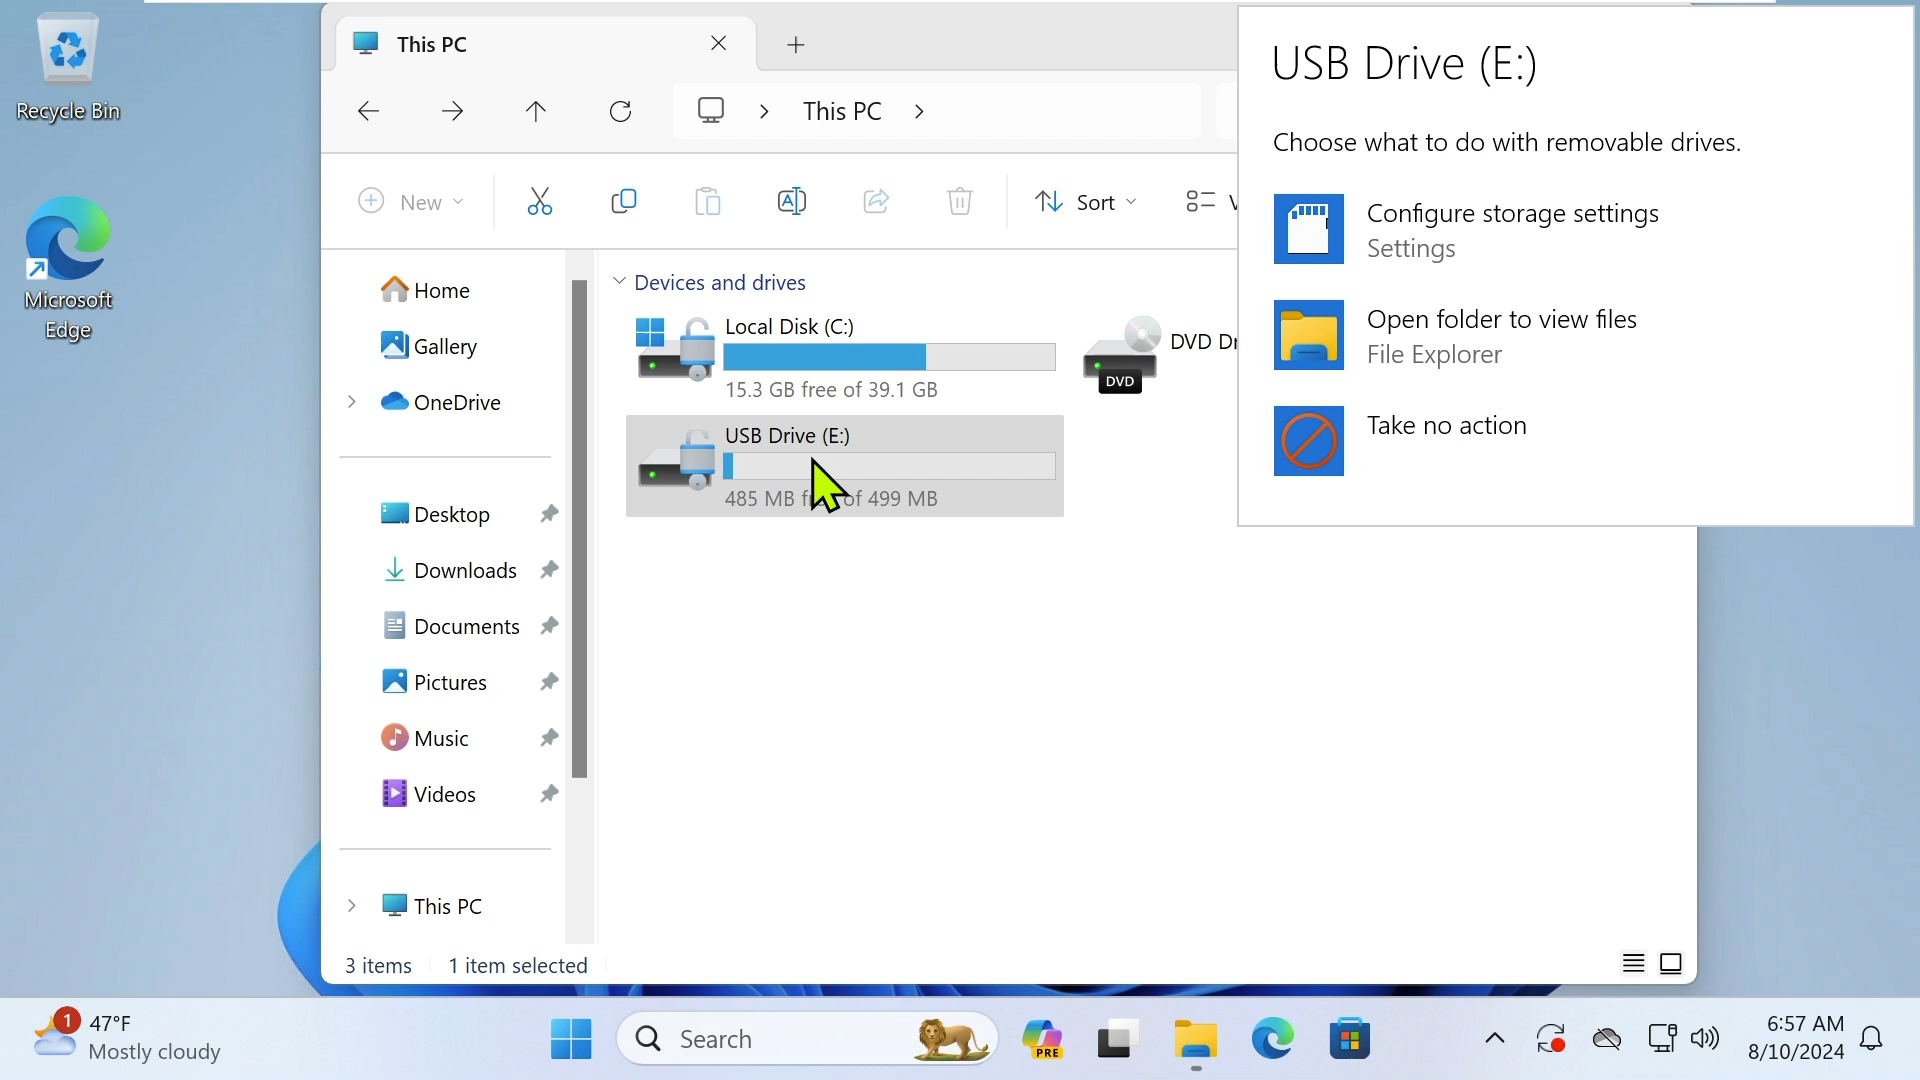 Recycle Bin
Microsoft
Edge
This PC
This PC
New
Sort
Home
Gallery
OneDrive
Desktop
Downloads
Documents
Pictures
Music
Videos
This PC
Devices and drives
Local Disk (C:)
15.3 GB free of 39.1 GB
DVD
USB Drive (E:)
485 MB of 499 MB
3 items
1 item selected
USB Drive (E:)
Choose what to do with removable drives.
Configure storage settings
Settings
Open folder to view files
File Explorer
Take no action
1
47°F
Mostly cloudy
Search
PRE
6:57 AM
8/10/2024